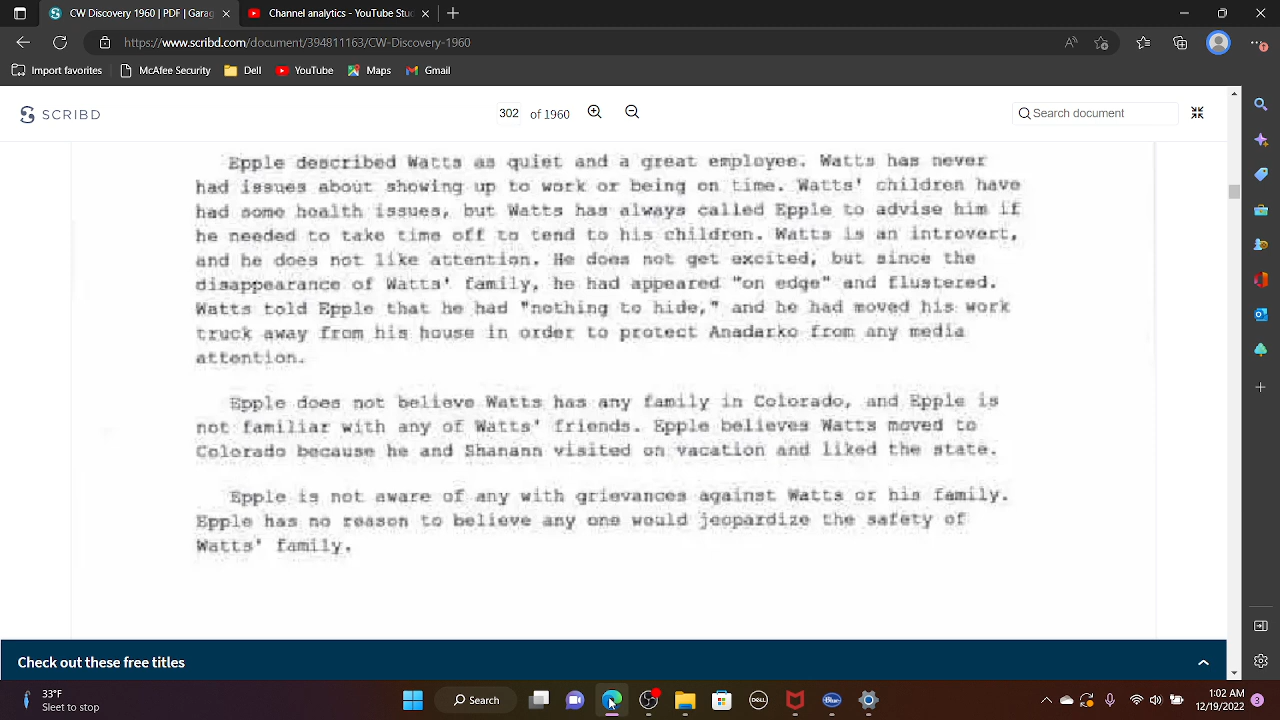 CW Discovery 1960 | PDF | Garag
Channel analytics - YouTube Stu
https://www.scribd.com/document/394811163/CW-Discovery-1960
Import favorites
McAfee Security
Dell
YouTube
Maps
Gmail
SCRIBD
302 of 1960
Search document
Epple described Watts as quiet and a great employee. Watts has never
had issues about showing up to work or being on time. Watts' children have
had some health issues, but Watts has always called Epple to advise him if
he needed to take time off to tend to his children. Watts is an introvert,
and he does not like attention. He does not get excited, but since the
disappearance of Watts' family, he had appeared "on edge" and flustered.
Watts told Epple that he had "nothing to hide," and he had moved his work
truck away from his house in order to protect Anadarko from any media
attention.
Epple does not believe Watts has any family in Colorado, and Epple is
not familiar with any of Watts' friends. Epple believes Watts moved to
Colorado because he and Shanann visited on vacation and liked the state.
Epple is not aware of any with grievances against Watts or his family.
Epple has no reason to believe any one would jeopardize the safety of
Watts' family.
Check out these free titles
33°F
Sleet to stop
Search
DELL
Blue
1:02 AM
12/19/2022
3